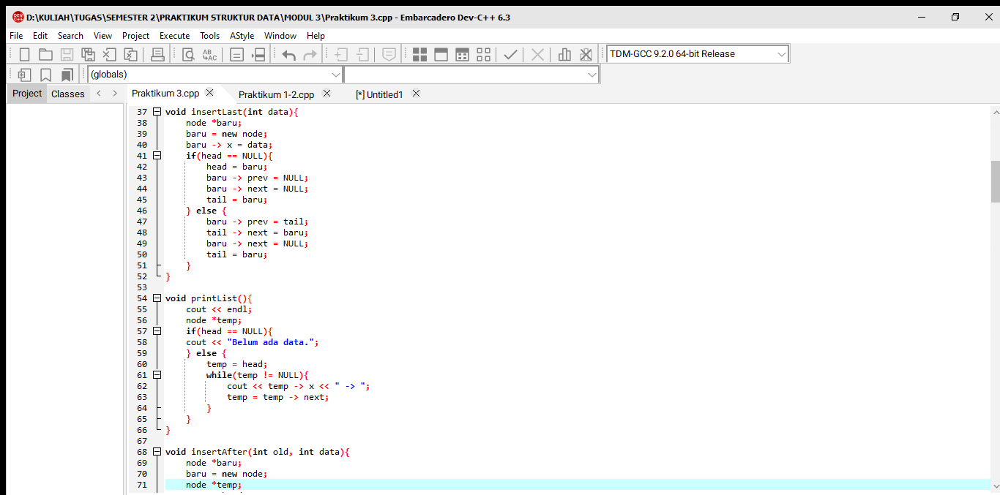 D:\KULIAH\TUGAS\SEMESTER 2\PRAKTIKUM STRUKTUR DATA\MODUL 3\Praktikum 3.cpp - Embarcadero Dev-C++ 6.3
File Edit Search View Project Execute Tools AStyle Window Help
TDM-GCC 9.2.0 64-bit Release
(globals)
Project Classes Praktikum 3.cpp Praktikum 1-2.cpp [*] Untitled1
37 void insertLast(int data){
38 node *baru;
39 baru = new node;
40 baru -> x = data;
41 if(head == NULL){
42 head = baru;
43 baru -> prev = NULL;
44 baru -> next = NULL;
45 tail = baru;
46 } else {
47 baru -> prev = tail;
48 tail -> next = baru;
49 baru -> next = NULL;
50 tail = baru;
51 }
52 }
53
54 void printList(){
55 cout << endl;
56 node *temp;
57 if(head == NULL){
58 cout << "Belum ada data.";
59 } else {
60 temp = head;
61 while(temp != NULL){
62 cout << temp -> x << " -> ";
63 temp = temp -> next;
64 }
65 }
66 }
67
68 void insertAfter(int old, int data){
69 node *baru;
70 baru = new node;
71 node *temp;